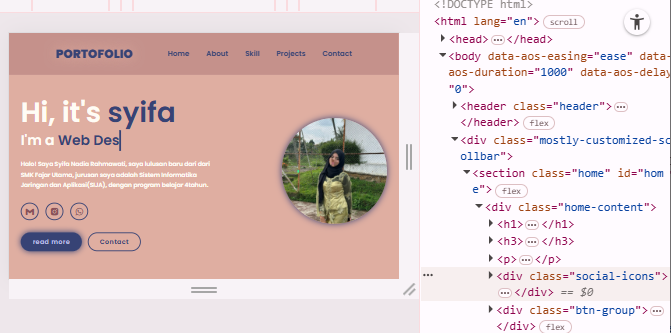 PORTOFOLIO Home About Skill Projects Contact
Hi, it's syifa
I'm a Web Des
Halo! Saya Syifa Nadia Rahmawati, saya lulusan baru dari dari
SMK Fajar Utama, jurusan saya adalah Sistem Informatika
Jaringan dan Aplikasi(SIJA), dengan program belajar 4tahun.
read more Contact
<!DOCTYPE html>
<html lang="en"> scroll
<head> ⋯ </head>
<body data-aos-easing="ease" data-
aos-duration="1000" data-aos-delay
"0">
<header class="header"> ⋯
</header> flex
<div class="mostly-customized-sc
ollbar">
<section class="home" id="hom
e"> flex
<div class="home-content">
<h1> ⋯ </h1>
<h3> ⋯ </h3>
<p> ⋯ </p>
<div class="social-icons">
⋯ </div> == $0
<div class="btn-group"> ⋯
</div> flex